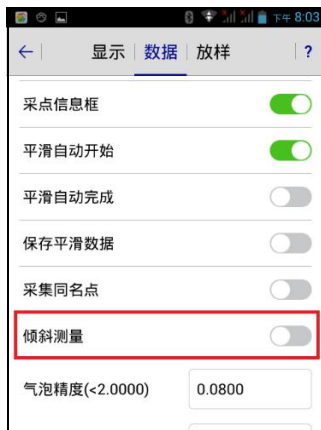 下午 8:03
显示 数据 放样 ?
采点信息框
平滑自动开始
平滑自动完成
保存平滑数据
采集同名点
倾斜测量
气泡精度(<2.0000) 0.0800